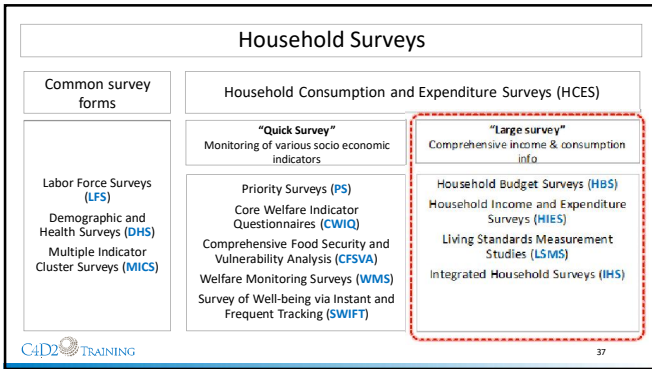 Household Surveys
Common survey
forms
Household Consumption and Expenditure Surveys (HCES)
"Quick Survey"
Monitoring of various socio economic
indicators
"Large survey"
Comprehensive income & consumption
info
Labor Force Surveys
(LFS)
Demographic and
Health Surveys (DHS)
Multiple Indicator
Cluster Surveys (MICS)
Priority Surveys (PS)
Core Welfare Indicator
Questionnaires (CWIQ)
Comprehensive Food Security and
Vulnerability Analysis (CFSVA)
Welfare Monitoring Surveys (WMS)
Survey of Well-being via Instant and
Frequent Tracking (SWIFT)
Household Budget Surveys (HBS)
Household Income and Expenditure
Surveys (HIES)
Living Standards Measurement
Studies (LSMS)
Integrated Household Surveys (IHS)
C4D2 TRAINING
37